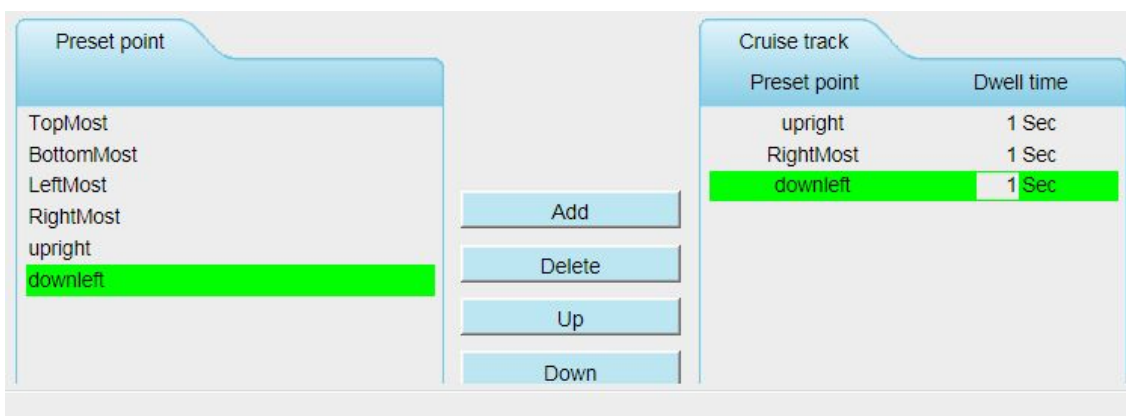 Preset point
TopMost
BottomMost
LeftMost
RightMost
upright
downleft
Add
Delete
Up
Down
Cruise track
Preset point Dwell time
upright 1 Sec
RightMost 1 Sec
downleft 1 Sec